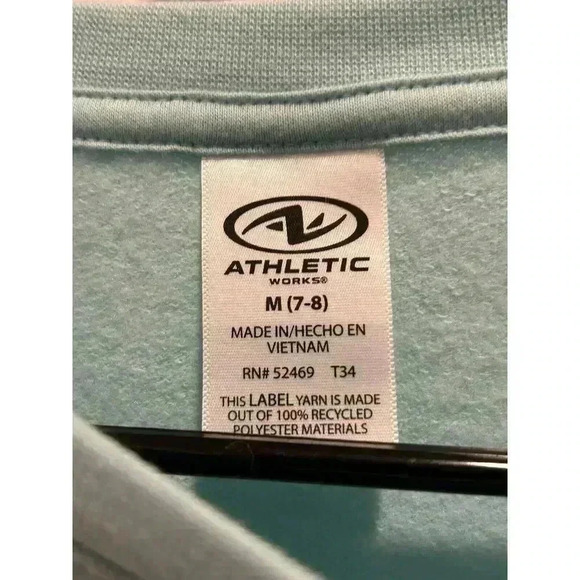 ATHLETIC
WORKS®
M (7-8)
MADE IN/HECHO EN
VIETNAM
RN# 52469 T34
THIS LABEL YARN IS MADE
OUT OF 100% RECYCLED
POLYESTER MATERIALS